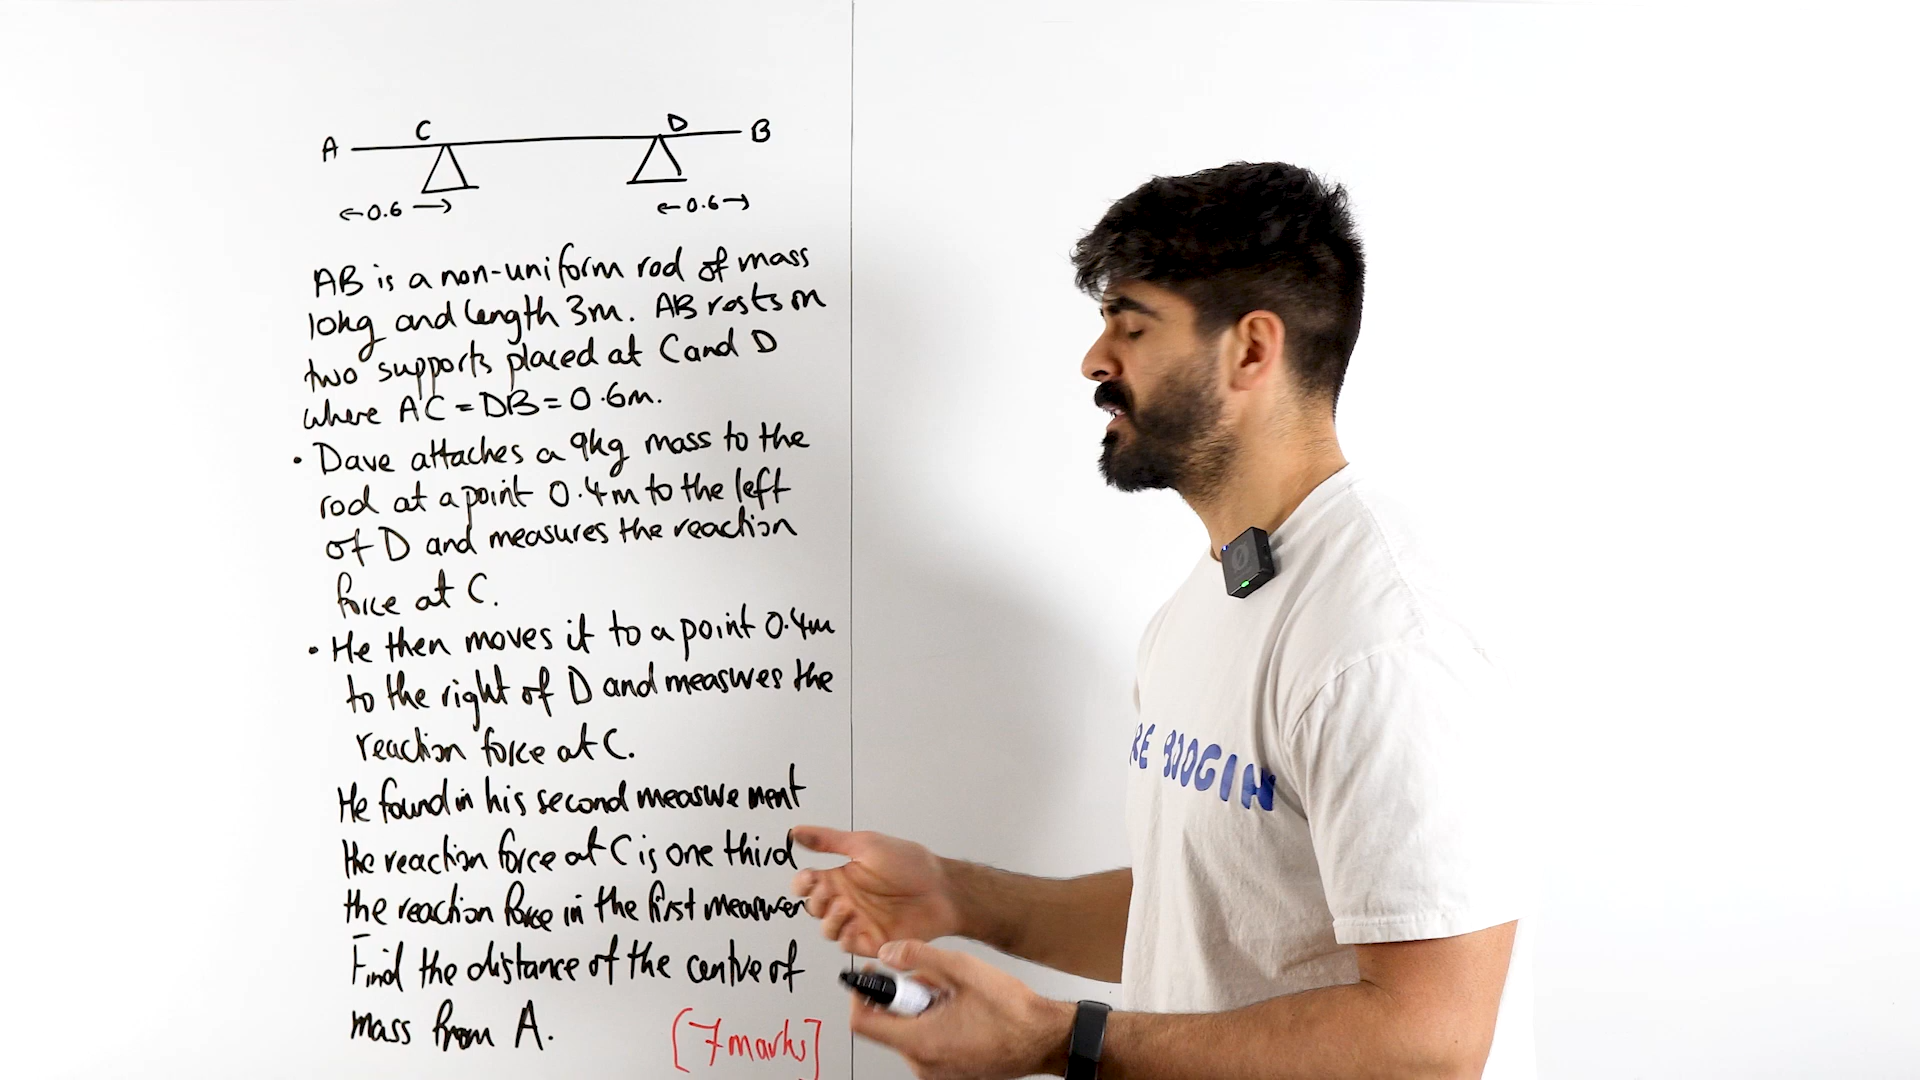 A C D B
←0.6→ ←0.6→
AB is a non-uniform rod of mass
10kg and length 3m. AB rests on
two supports placed at C and D
where AC=DB=0.6m.
• Dave attaches a 9kg mass to the
rod at a point 0.4m to the left
of D and measures the reaction
force at C.
• He then moves it to a point 0.4m
to the right of D and measures the
reaction force at C.
He found in his second measurement
the reaction force at C is one third
the reaction force in the first
Find the distance of the centre of
mass from A.
[7 marks]
BOOGIN